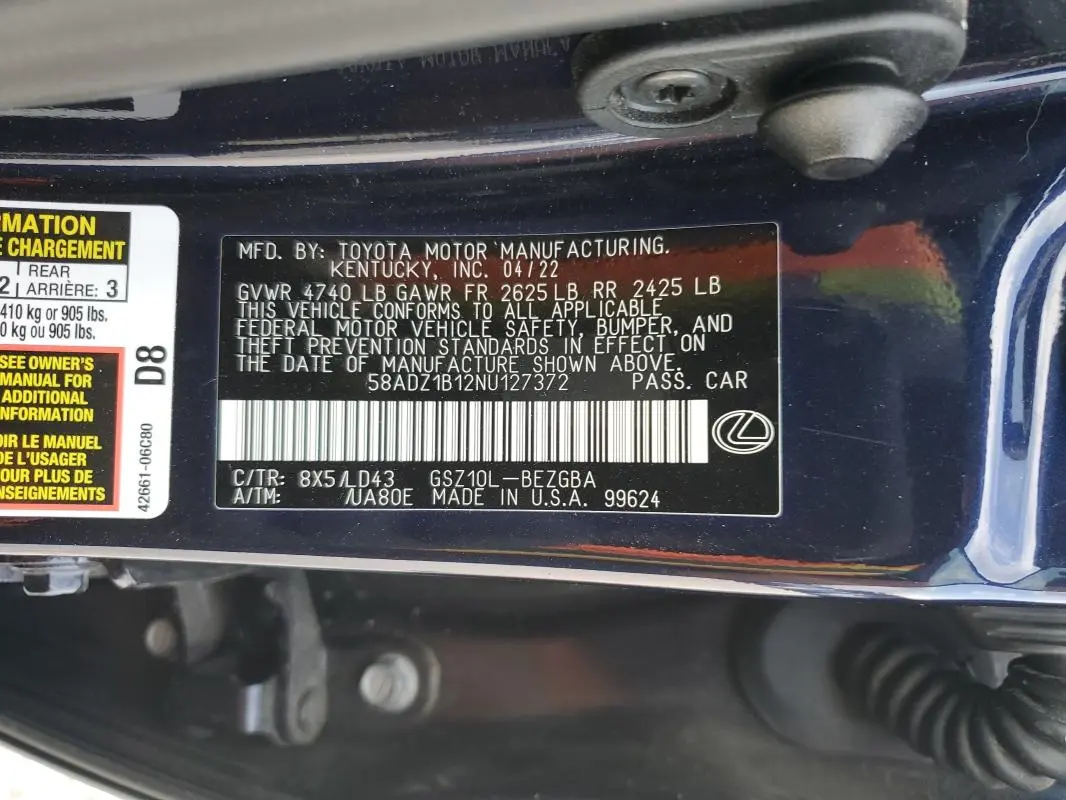 RMATION
E CHARGEMENT
2 REAR
ARRIÈRE: 3
410 kg or 905 lbs.
0 kg ou 905 lbs.
SEE OWNER'S
MANUAL FOR
ADDITIONAL
INFORMATION
OIR LE MANUEL
DE L'USAGER
POUR PLUS DE
NSEIGNEMENTS
D8
42661-06C80
MFD. BY: TOYOTA MOTOR MANUFACTURING.
KENTUCKY, INC. 04/22
GVWR 4740 LB GAWR FR 2625 LB RR 2425 LB
THIS VEHICLE CONFORMS TO ALL APPLICABLE
FEDERAL MOTOR VEHICLE SAFETY, BUMPER, AND
THEFT PREVENTION STANDARDS IN EFFECT ON
THE DATE OF MANUFACTURE SHOWN ABOVE.
58ADZ1B12NU127372 PASS. CAR
C/TR: 8X5/LD43 GSZ10L-BEZGBA
A/TM: /UA80E MADE IN U.S.A. 99624